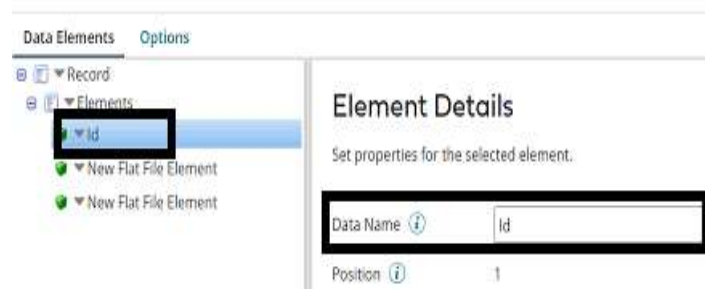 Data Elements Options
Record
Elements
Id
New Flat File Element
New Flat File Element
Element Details
Set properties for the selected element.
Data Name i Id
Position i 1